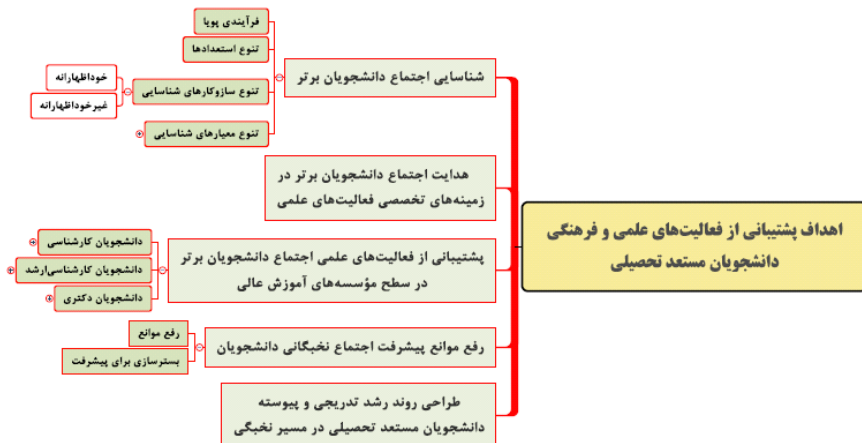 اهداف پشتیبانی از فعالیت‌های علمی و فرهنگی
دانشجویان مستعد تحصیلی
شناسایی اجتماع دانشجویان برتر
فرآیندی پویا
تنوع استعدادها
تنوع سازوکارهای شناسایی
خوداظهارانه
غیرخوداظهارانه
تنوع معیارهای شناسایی
هدایت اجتماع دانشجویان برتر در
زمینه‌های تخصصی فعالیت‌های علمی
پشتیبانی از فعالیت‌های علمی اجتماع دانشجویان برتر
در سطح مؤسسه‌های آموزش عالی
دانشجویان کارشناسی
دانشجویان کارشناسی‌ارشد
دانشجویان دکتری
رفع موانع پیشرفت اجتماع نخبگانی دانشجویان
رفع موانع
بسترسازی برای پیشرفت
طراحی روند رشد تدریجی و پیوسته
دانشجویان مستعد تحصیلی در مسیر نخبگی